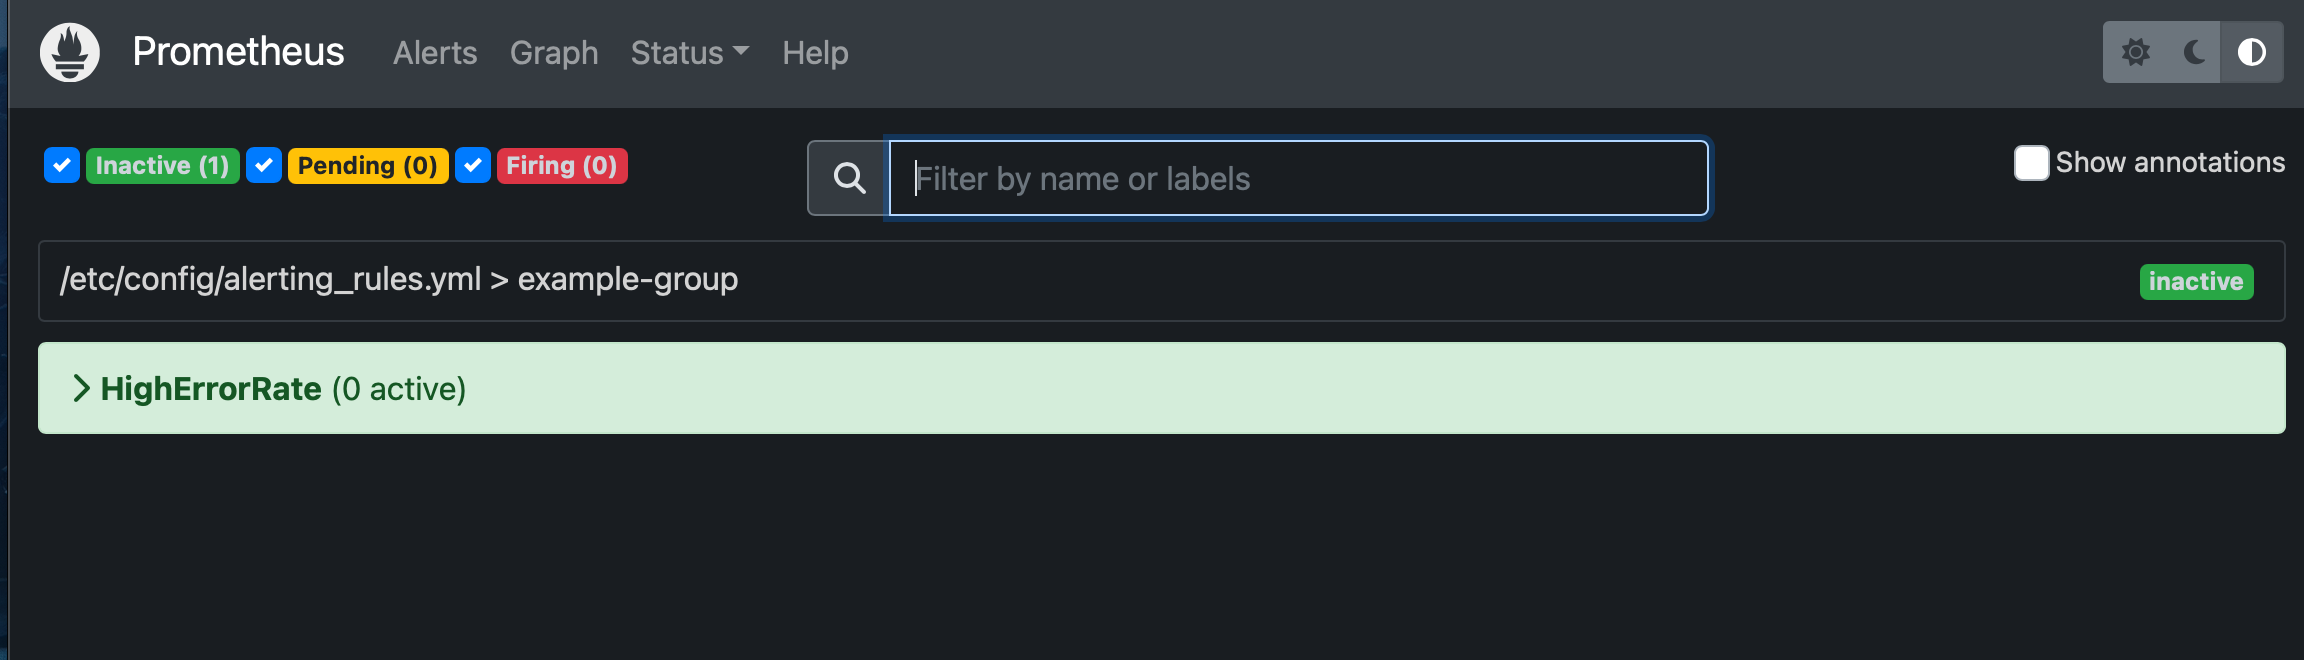 Prometheus Alerts Graph Status Help
Inactive (1) Pending (0) Firing (0) Filter by name or labels Show annotations
/etc/config/alerting_rules.yml > example-group inactive
HighErrorRate (0 active)